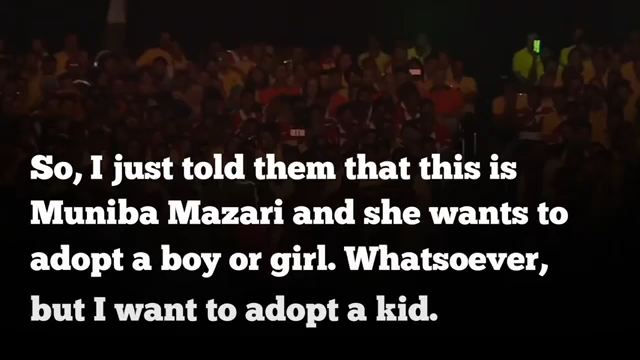 So, I just told them that this is
Muniba Mazari and she wants to
adopt a boy or girl. Whatsoever,
but I want to adopt a kid.